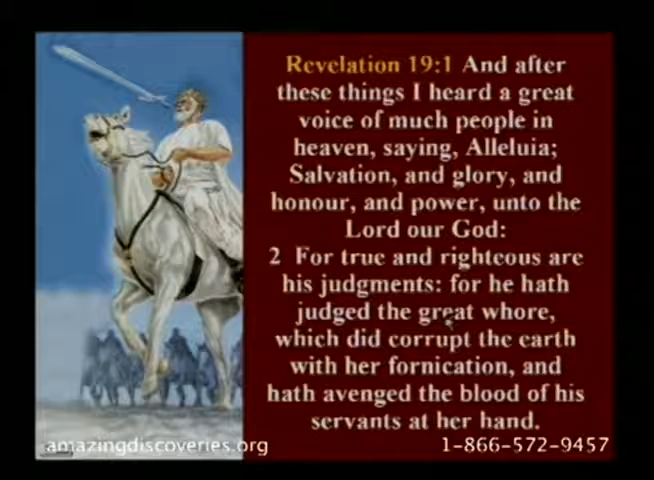 Revelation 19:1 And after
these things I heard a great
voice of much people in
heaven, saying, Alleluia;
Salvation, and glory, and
honour, and power, unto the
Lord our God:
2 For true and righteous are
his judgments: for he hath
judged the great whore,
which did corrupt the earth
with her fornication, and
hath avenged the blood of his
servants at her hand.
amazingdiscoveries.org
1-866-572-9457